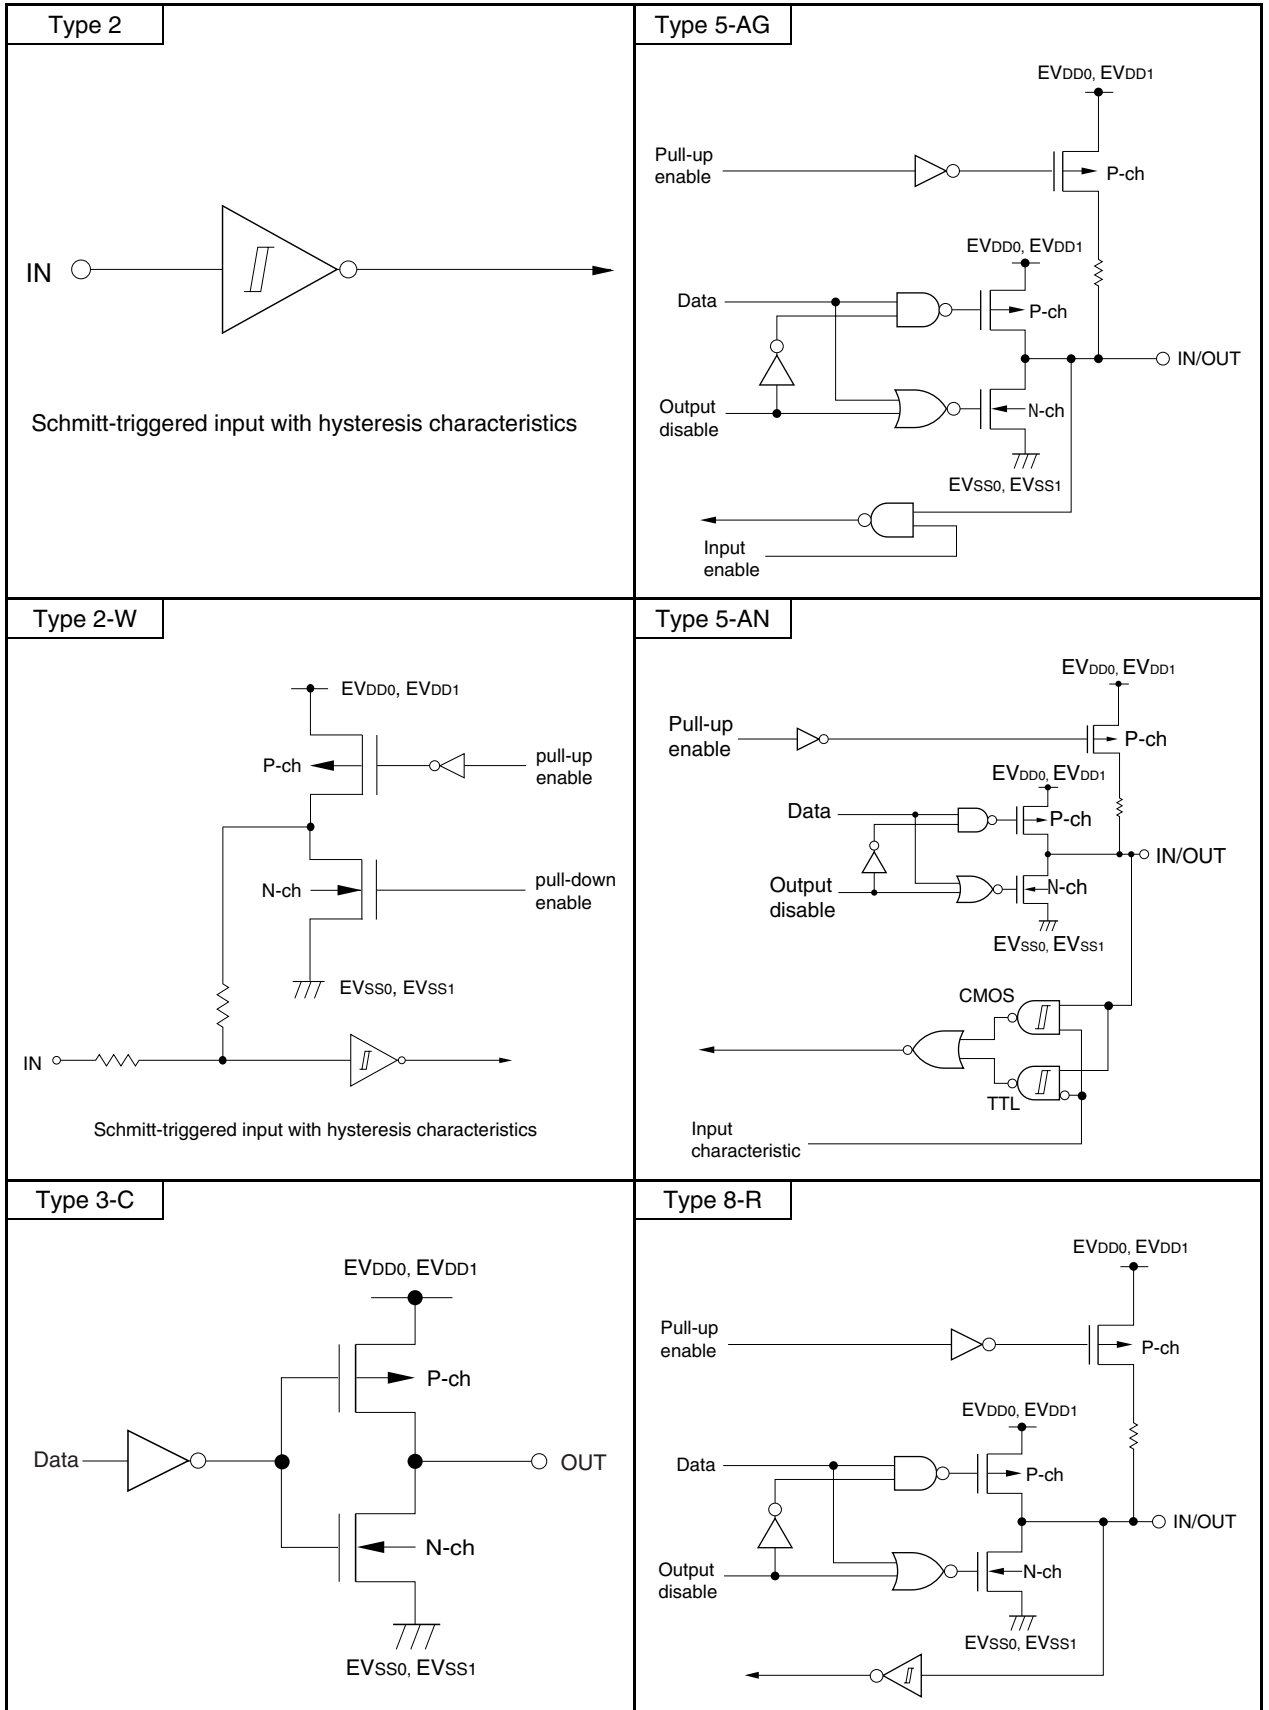 Type 2
IN
Schmitt-triggered input with hysteresis characteristics
Type 5-AG
EVDD0, EVDD1
Pull-up
enable
P-ch
EVDD0, EVDD1
Data
P-ch
IN/OUT
Output
disable
N-ch
EVSS0, EVSS1
Input
enable
Type 2-W
EVDD0, EVDD1
P-ch
pull-up
enable
N-ch
pull-down
enable
EVSS0, EVSS1
IN
Schmitt-triggered input with hysteresis characteristics
Type 5-AN
EVDD0, EVDD1
Pull-up
enable
P-ch
EVDD0, EVDD1
Data
P-ch
IN/OUT
Output
disable
N-ch
EVSS0, EVSS1
CMOS
TTL
Input
characteristic
Type 3-C
EVDD0, EVDD1
P-ch
Data
OUT
N-ch
EVSS0, EVSS1
Type 8-R
EVDD0, EVDD1
Pull-up
enable
P-ch
EVDD0, EVDD1
Data
P-ch
IN/OUT
Output
disable
N-ch
EVSS0, EVSS1